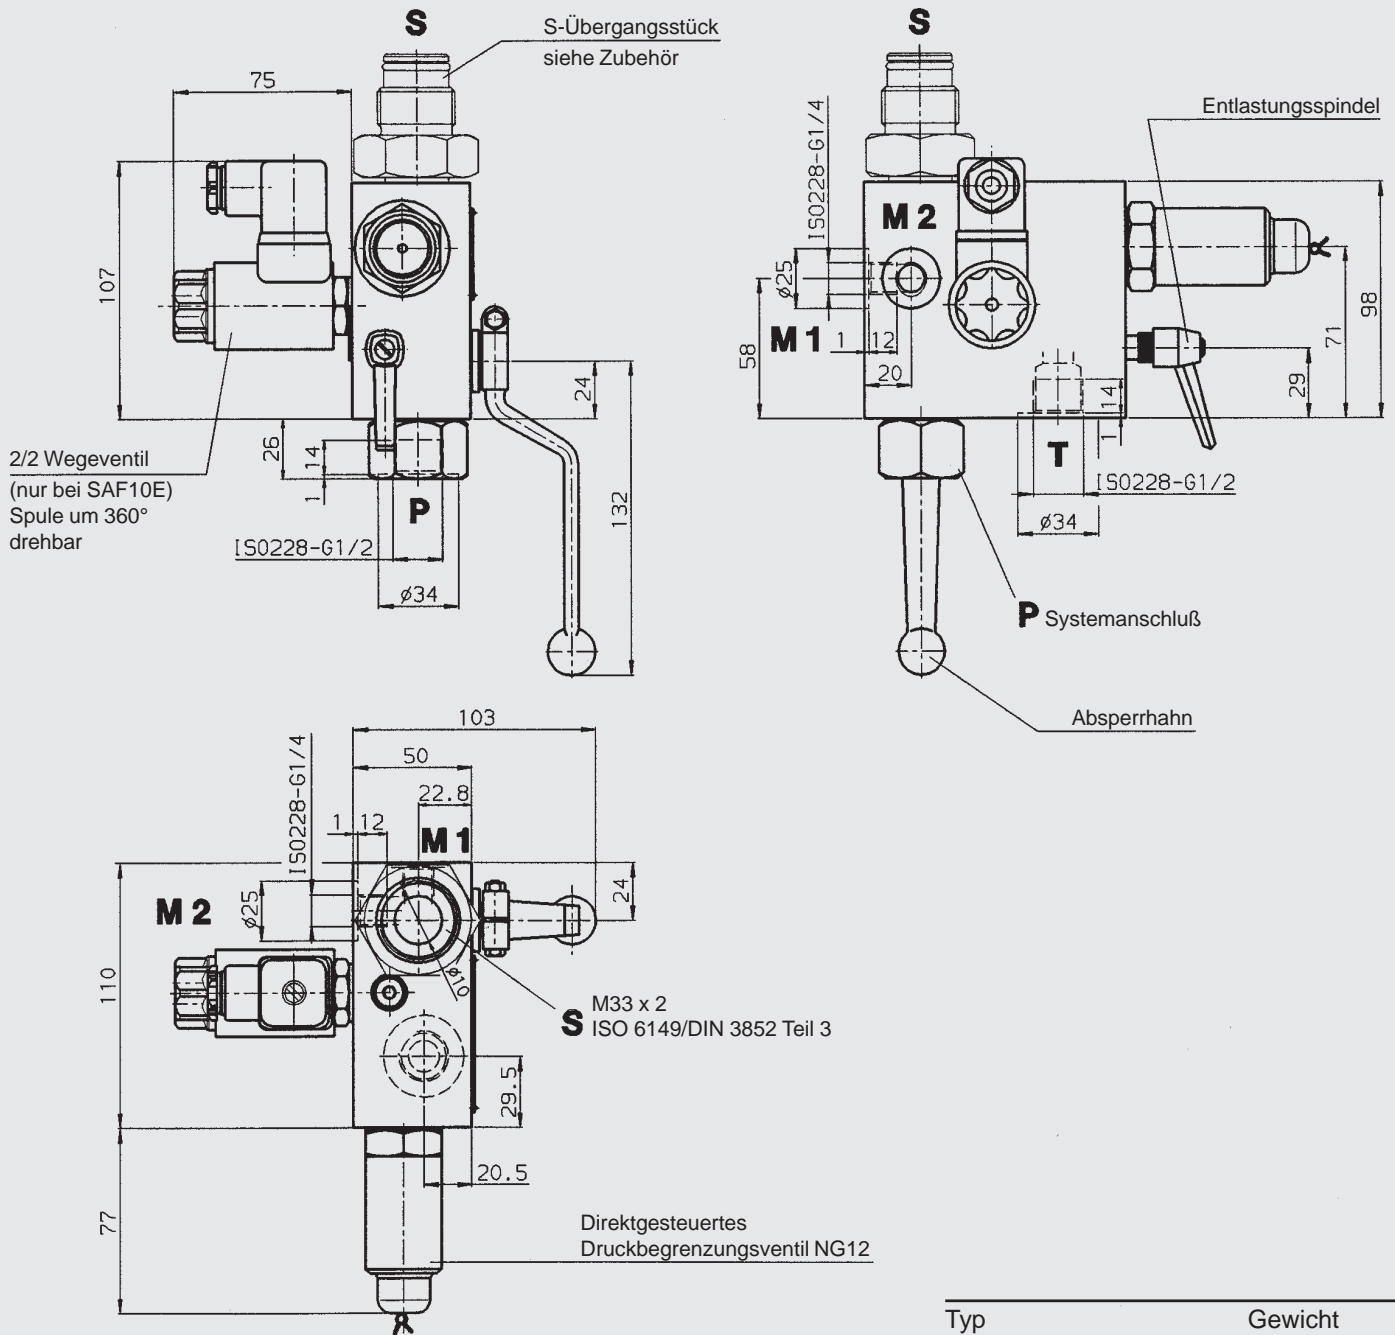 S
S-Übergangsstück
siehe Zubehör
75
107
26
14
1
24
132
2/2 Wegeventil
(nur bei SAF10E)
Spule um 360°
drehbar
P
ISO228-G1/2
ø34
S
Entlastungsspindel
ISO228-G1/4
M 2
ø25
58
M 1
1
12
20
98
71
29
14
1
T
ISO228-G1/2
ø34
P Systemanschluß
Absperrhahn
103
50
22.8
ISO228-G1/4
1
12
M 1
24
M 2
ø25
110
ø10
S
M33 x 2
ISO 6149/DIN 3852 Teil 3
29.5
20.5
77
Direktgesteuertes
Druckbegrenzungsventil NG12
Typ Gewicht